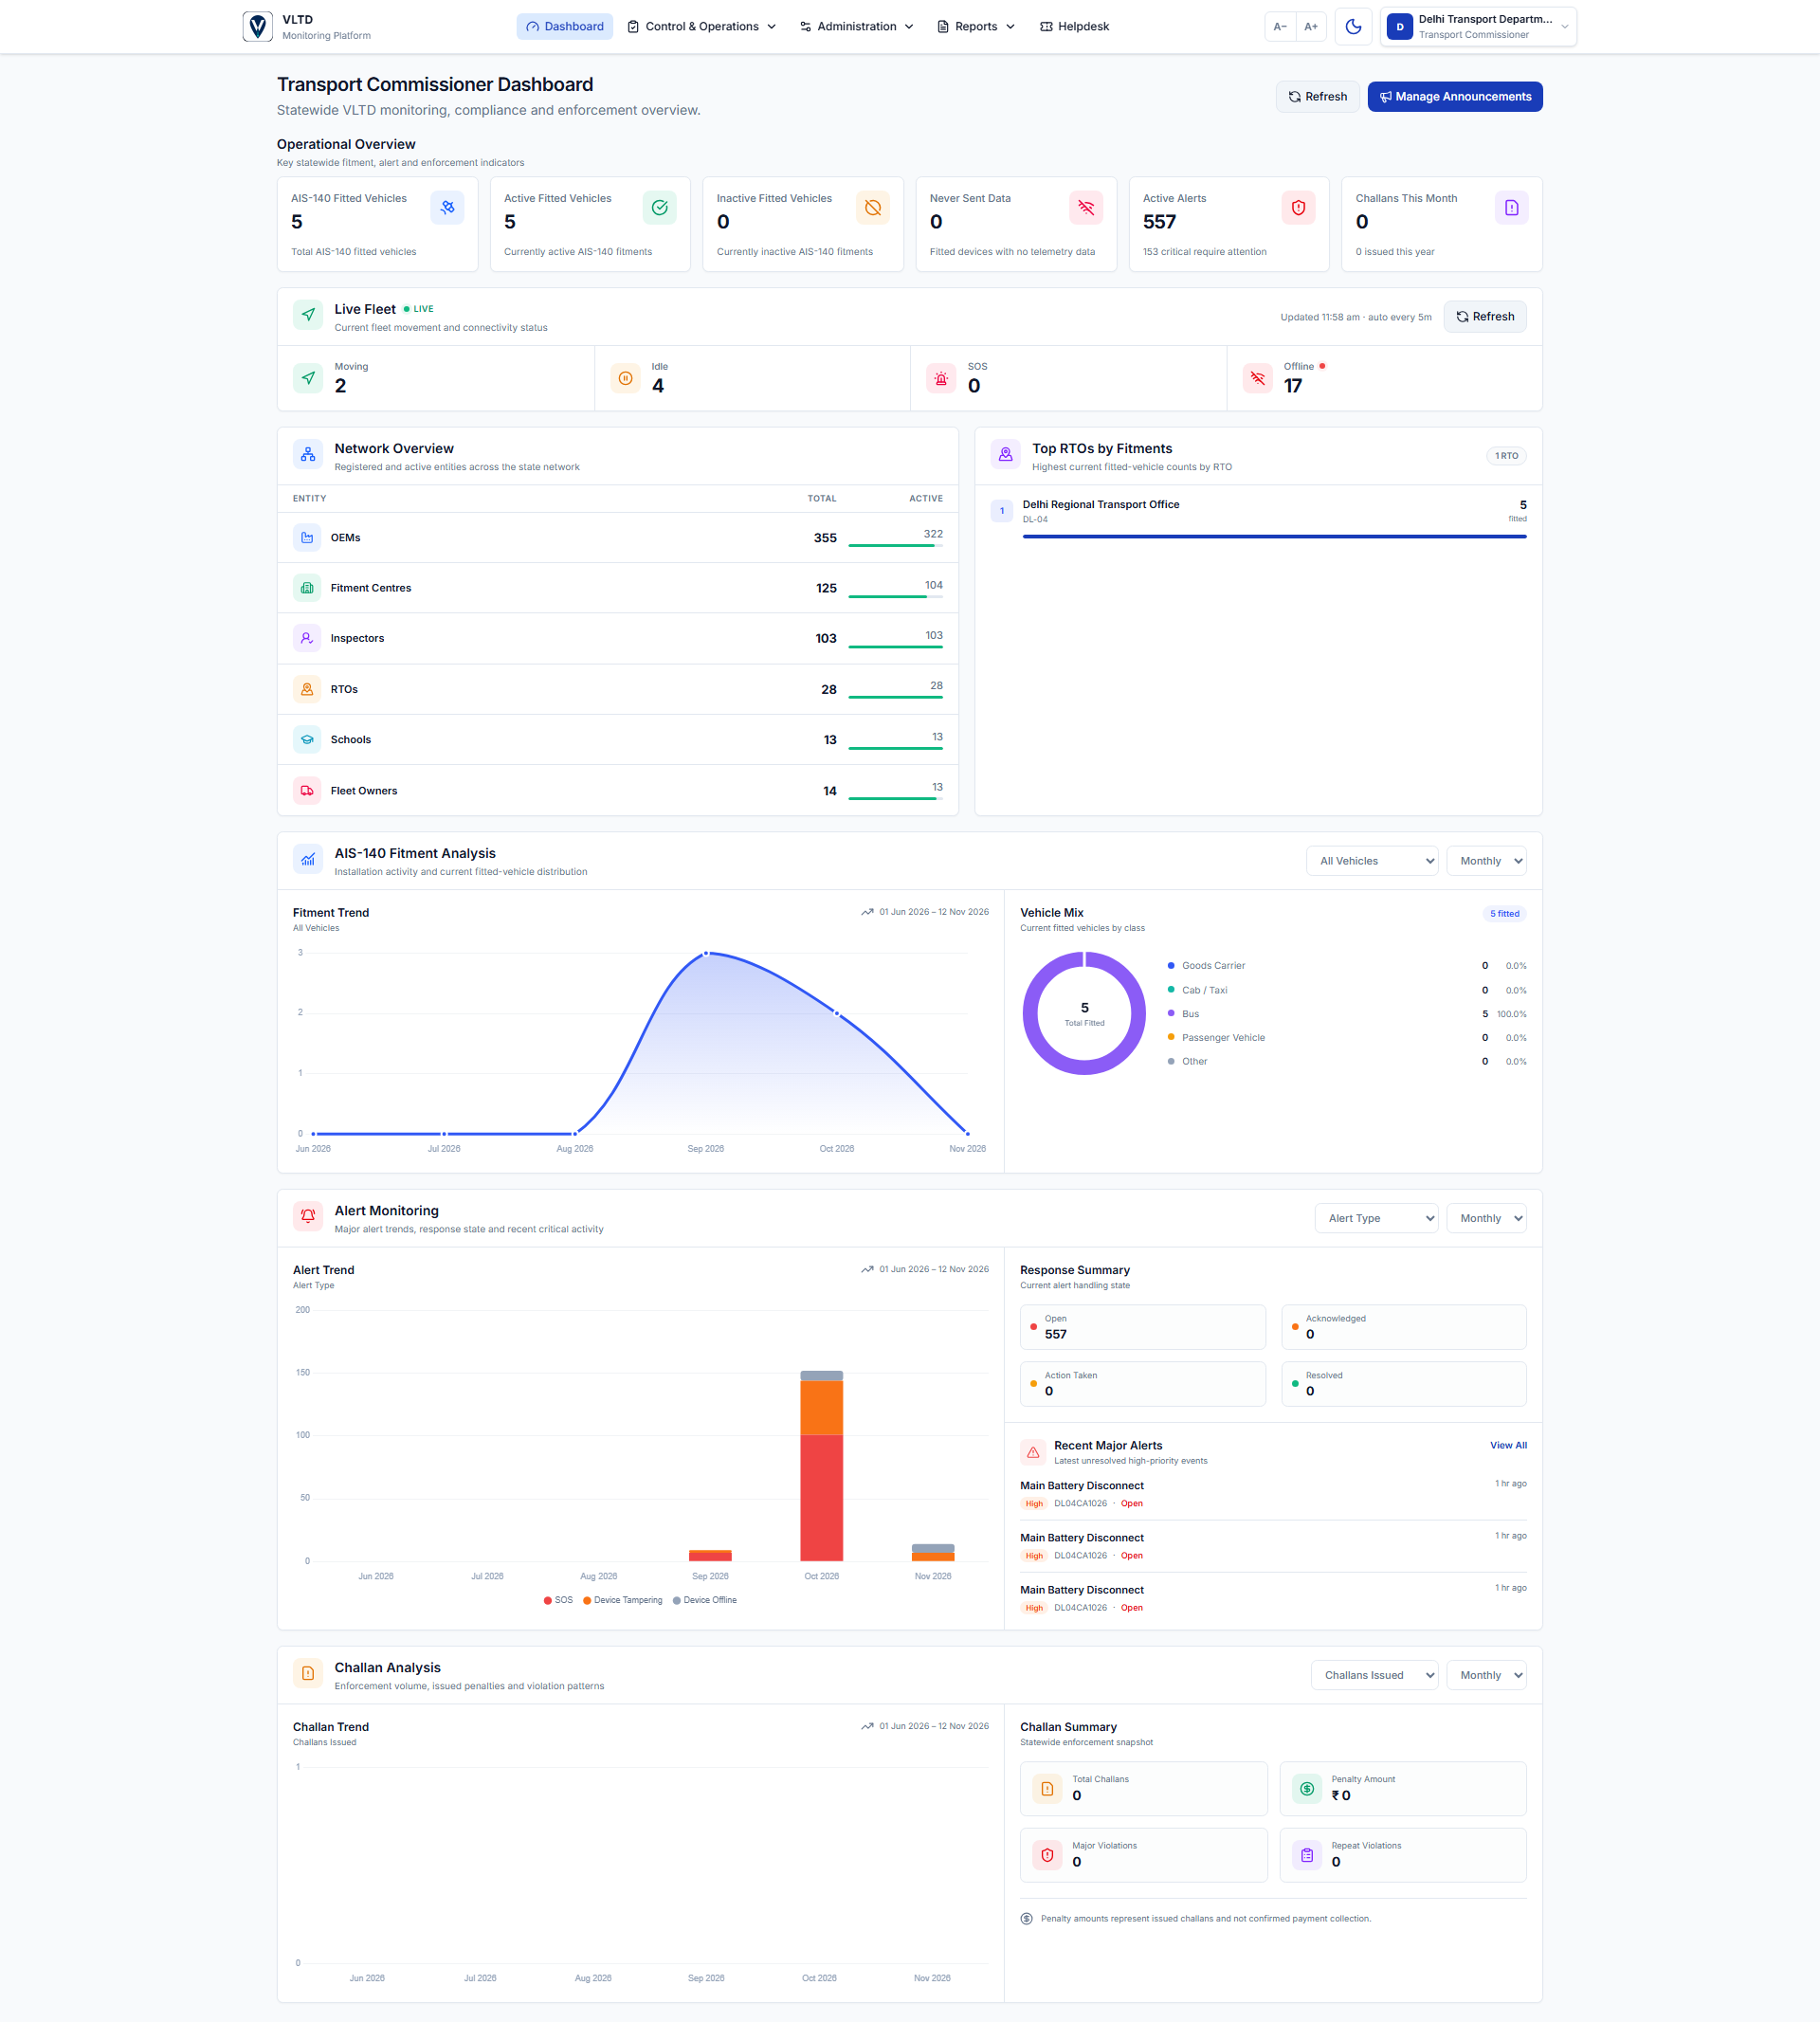 VLTD
Monitoring Platform
Dashboard
Control & Operations
Administration
Reports
Helpdesk
A-
A+
D
Delhi Transport Departm...
Transport Commissioner
Transport Commissioner Dashboard
Statewide VLTD monitoring, compliance and enforcement overview.
Refresh
Manage Announcements
Operational Overview
Key statewide fitment, alert and enforcement indicators
AIS-140 Fitted Vehicles
5
Total AIS-140 fitted vehicles
Active Fitted Vehicles
5
Currently active AIS-140 fitments
Inactive Fitted Vehicles
0
Currently inactive AIS-140 fitments
Never Sent Data
0
Fitted devices with no telemetry data
Active Alerts
557
153 critical require attention
Challans This Month
0
0 issued this year
Live Fleet
LIVE
Current fleet movement and connectivity status
Updated 11:58 am · auto every 5m
Refresh
Moving
2
Idle
4
SOS
0
Offline
17
Network Overview
Registered and active entities across the state network
ENTITY TOTAL ACTIVE
OEMs 355 322
Fitment Centres 125 104
Inspectors 103 103
RTOs 28 28
Schools 13 13
Fleet Owners 14 13
Top RTOs by Fitments
Highest current fitted-vehicle counts by RTO
1 RTO
1
Delhi Regional Transport Office
DL-04
5
fitted
AIS-140 Fitment Analysis
Installation activity and current fitted-vehicle distribution
All Vehicles
Monthly
Fitment Trend
All Vehicles
01 Jun 2026 – 12 Nov 2026
3
2
1
0
Jun 2026 Jul 2026 Aug 2026 Sep 2026 Oct 2026 Nov 2026
Vehicle Mix
Current fitted vehicles by class
5 fitted
5
Total Fitted
Goods Carrier 0 0.0%
Cab / Taxi 0 0.0%
Bus 5 100.0%
Passenger Vehicle 0 0.0%
Other 0 0.0%
Alert Monitoring
Major alert trends, response state and recent critical activity
Alert Type
Monthly
Alert Trend
Alert Type
01 Jun 2026 – 12 Nov 2026
200
150
100
50
0
Jun 2026 Jul 2026 Aug 2026 Sep 2026 Oct 2026 Nov 2026
SOS Device Tampering Device Offline
Response Summary
Current alert handling state
Open
557
Acknowledged
0
Action Taken
0
Resolved
0
Recent Major Alerts
Latest unresolved high-priority events
View All
Main Battery Disconnect 1 hr ago
High DL04CA1026 · Open
Main Battery Disconnect 1 hr ago
High DL04CA1026 · Open
Main Battery Disconnect 1 hr ago
High DL04CA1026 · Open
Challan Analysis
Enforcement volume, issued penalties and violation patterns
Challans Issued
Monthly
Challan Trend
Challans Issued
01 Jun 2026 – 12 Nov 2026
1
0
Jun 2026 Jul 2026 Aug 2026 Sep 2026 Oct 2026 Nov 2026
Challan Summary
Statewide enforcement snapshot
Total Challans
0
Penalty Amount
₹ 0
Major Violations
0
Repeat Violations
0
Penalty amounts represent issued challans and not confirmed payment collection.